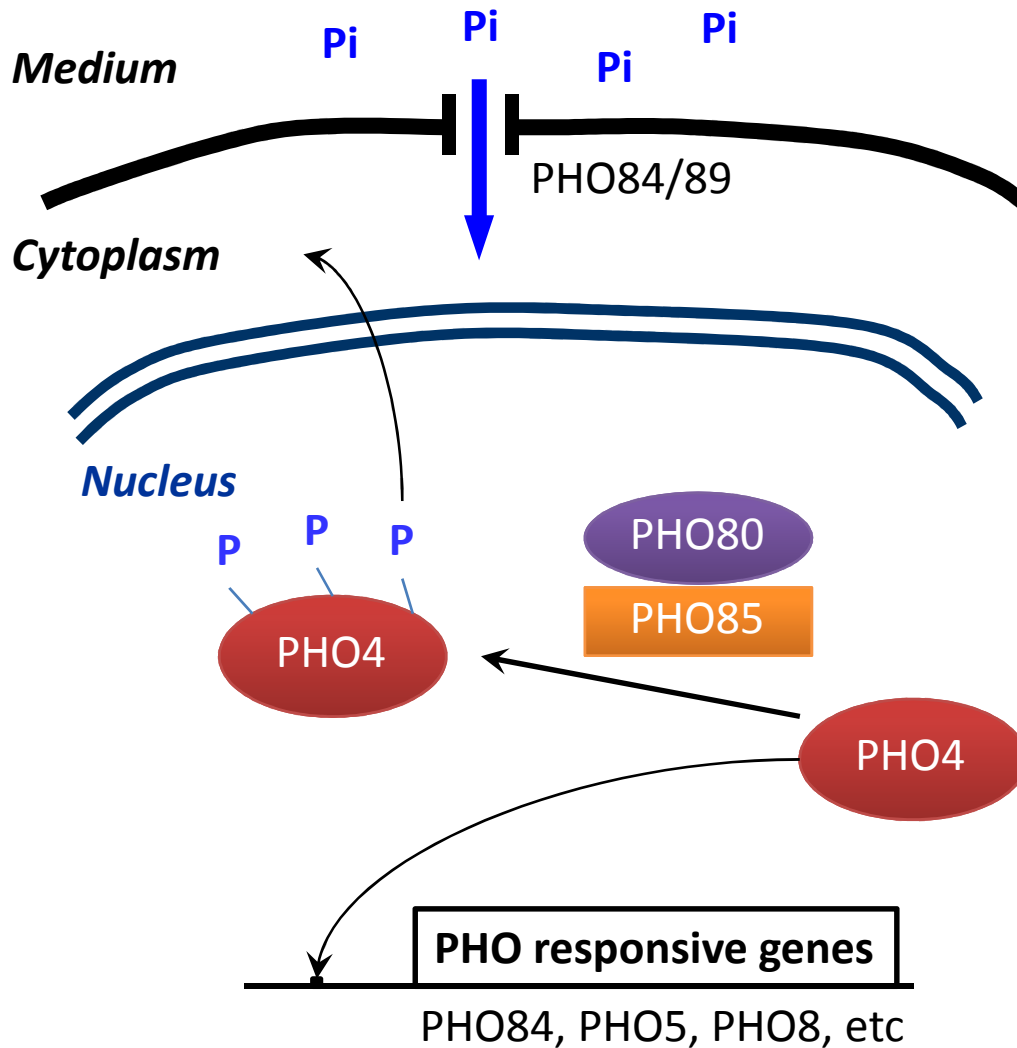 Pi
Pi
Pi
Pi
Medium
PHO84/89
Cytoplasm
Nucleus
P
P
P
PHO80
PHO85
PHO4
PHO4
PHO responsive genes
PHO84, PHO5, PHO8, etc